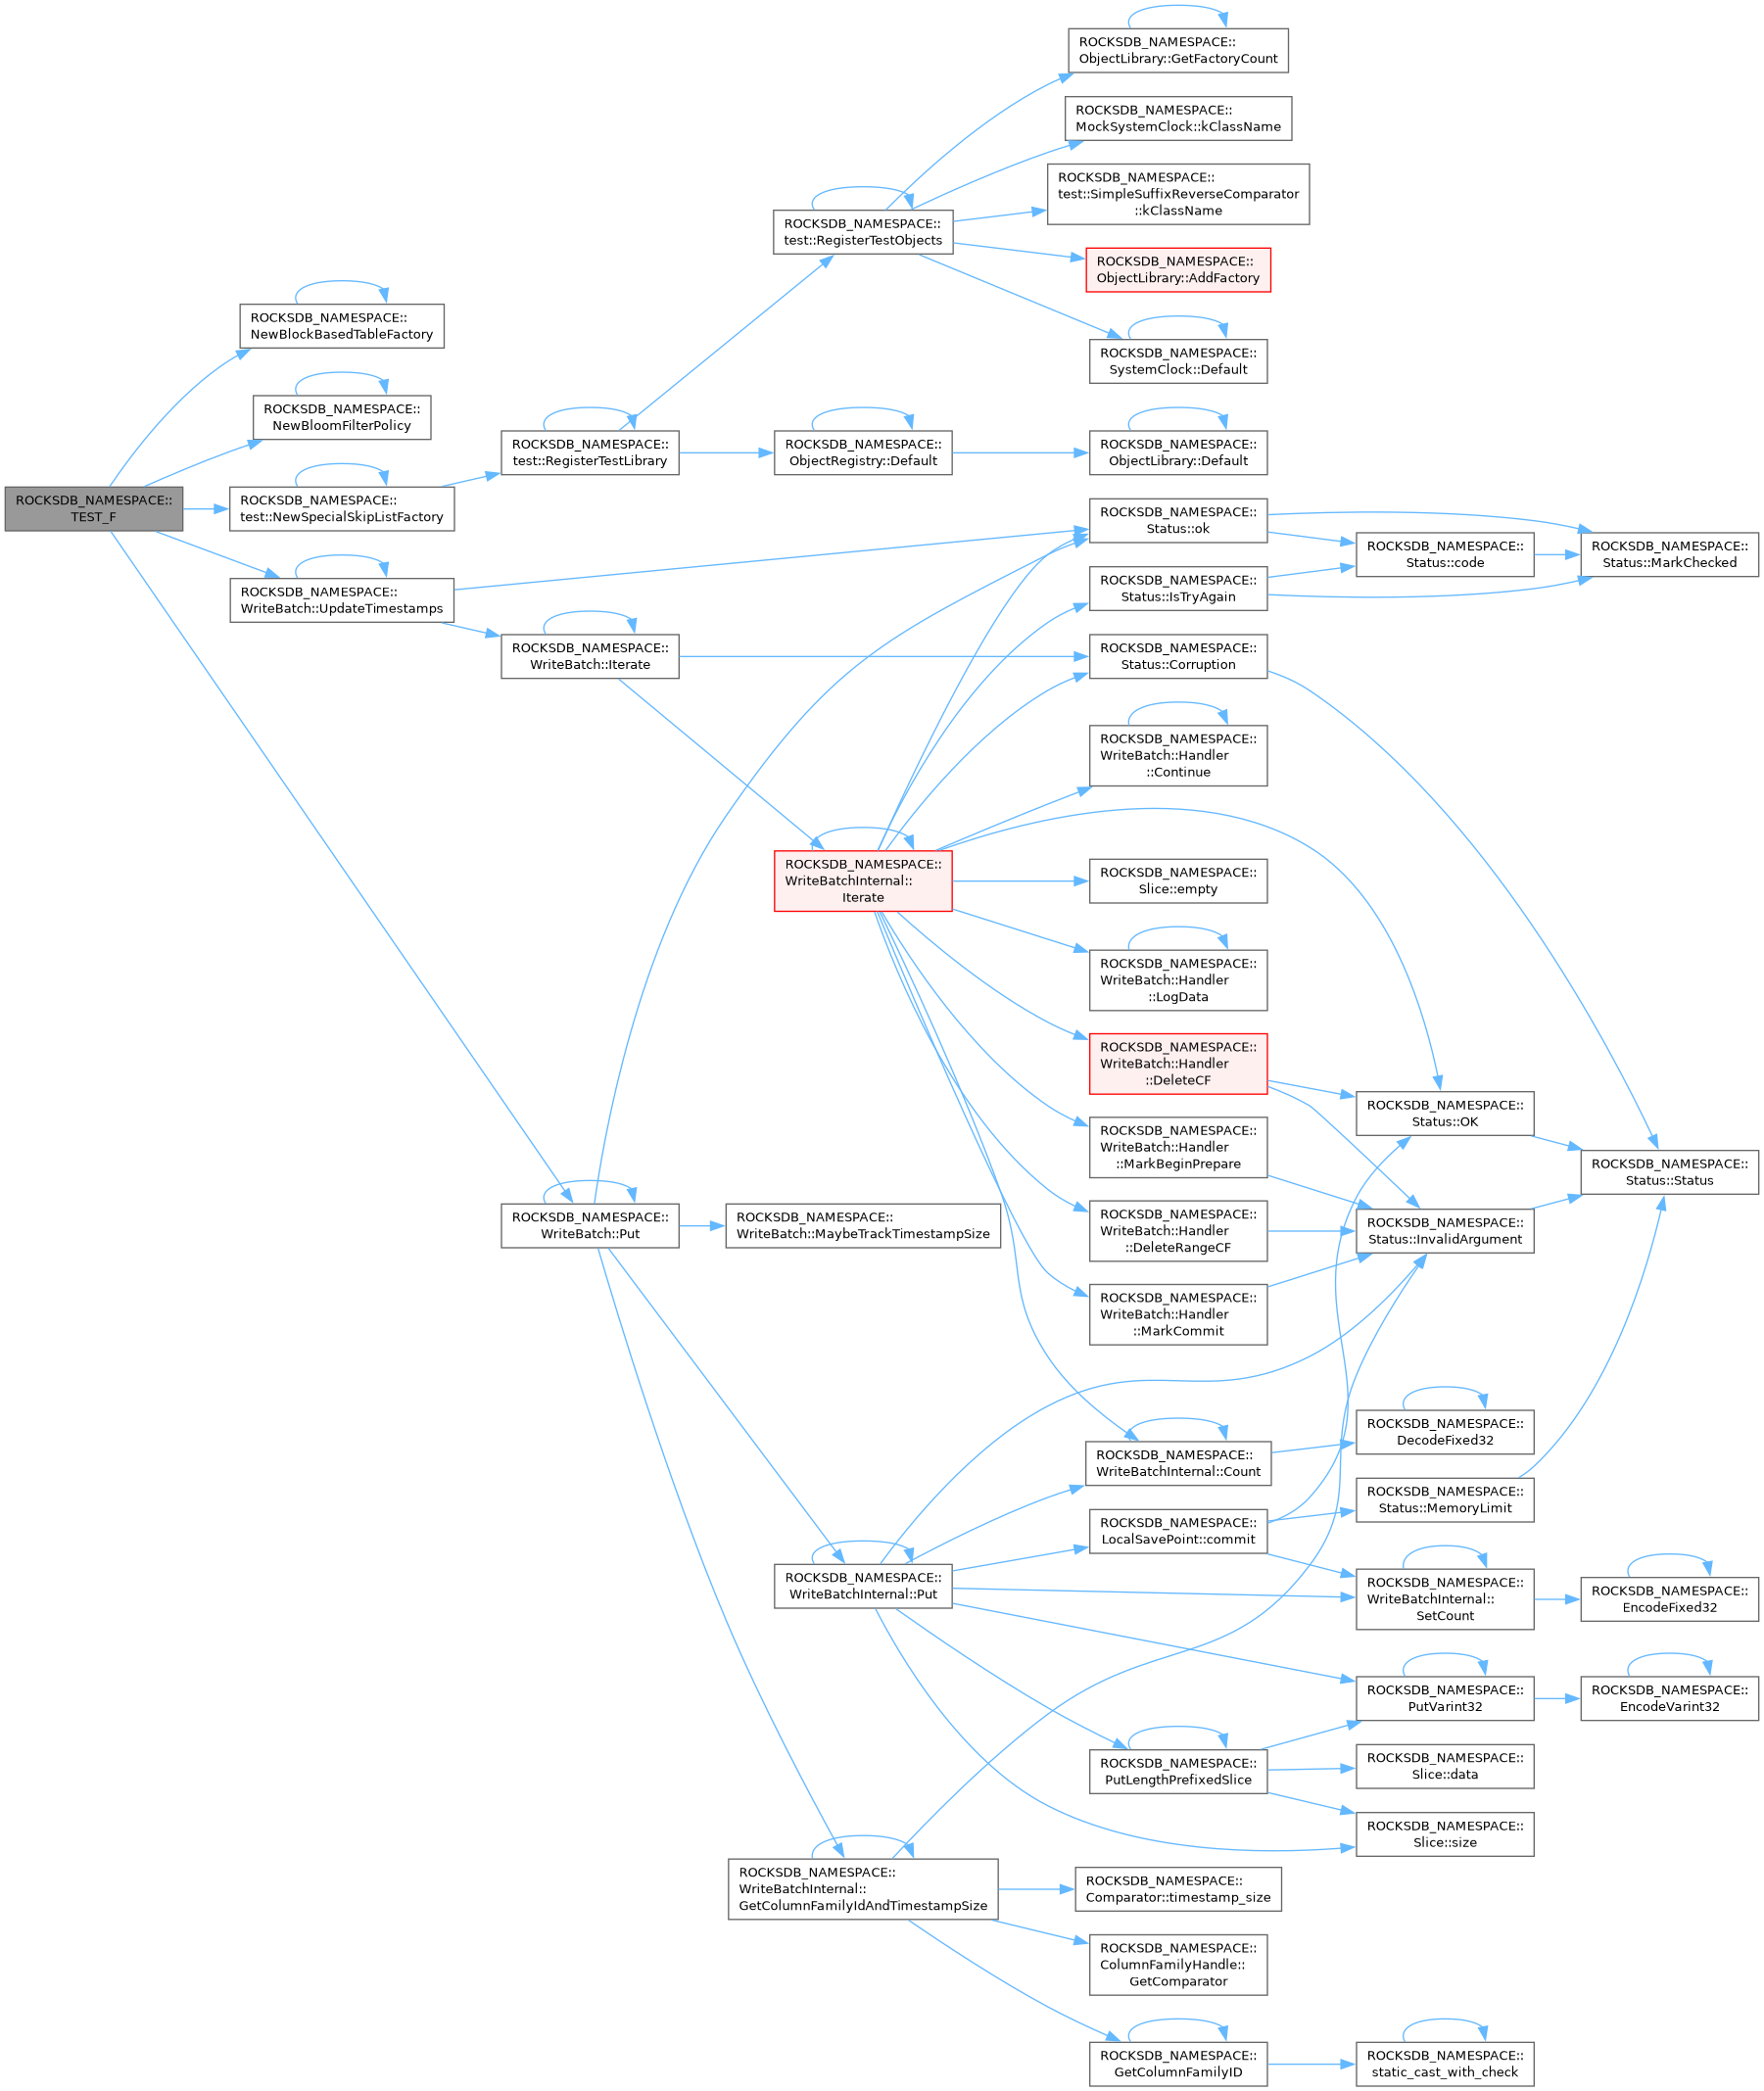 ROCKSDB_NAMESPACE::
TEST_F
ROCKSDB_NAMESPACE::
NewBlockBasedTableFactory
ROCKSDB_NAMESPACE::
NewBloomFilterPolicy
ROCKSDB_NAMESPACE::
test::NewSpecialSkipListFactory
ROCKSDB_NAMESPACE::
WriteBatch::UpdateTimestamps
ROCKSDB_NAMESPACE::
test::RegisterTestLibrary
ROCKSDB_NAMESPACE::
WriteBatch::Iterate
ROCKSDB_NAMESPACE::
WriteBatch::Put
ROCKSDB_NAMESPACE::
test::RegisterTestObjects
ROCKSDB_NAMESPACE::
ObjectRegistry::Default
ROCKSDB_NAMESPACE::
WriteBatchInternal::
Iterate
ROCKSDB_NAMESPACE::
WriteBatch::MaybeTrackTimestampSize
ROCKSDB_NAMESPACE::
WriteBatchInternal::Put
ROCKSDB_NAMESPACE::
WriteBatchInternal::
GetColumnFamilyIdAndTimestampSize
ROCKSDB_NAMESPACE::
ObjectLibrary::GetFactoryCount
ROCKSDB_NAMESPACE::
MockSystemClock::kClassName
ROCKSDB_NAMESPACE::
test::SimpleSuffixReverseComparator
::kClassName
ROCKSDB_NAMESPACE::
ObjectLibrary::AddFactory
ROCKSDB_NAMESPACE::
SystemClock::Default
ROCKSDB_NAMESPACE::
ObjectLibrary::Default
ROCKSDB_NAMESPACE::
Status::ok
ROCKSDB_NAMESPACE::
Status::IsTryAgain
ROCKSDB_NAMESPACE::
Status::Corruption
ROCKSDB_NAMESPACE::
WriteBatch::Handler
::Continue
ROCKSDB_NAMESPACE::
Slice::empty
ROCKSDB_NAMESPACE::
WriteBatch::Handler
::LogData
ROCKSDB_NAMESPACE::
WriteBatch::Handler
::DeleteCF
ROCKSDB_NAMESPACE::
WriteBatch::Handler
::MarkBeginPrepare
ROCKSDB_NAMESPACE::
WriteBatch::Handler
::DeleteRangeCF
ROCKSDB_NAMESPACE::
WriteBatch::Handler
::MarkCommit
ROCKSDB_NAMESPACE::
WriteBatchInternal::Count
ROCKSDB_NAMESPACE::
LocalSavePoint::commit
ROCKSDB_NAMESPACE::
PutLengthPrefixedSlice
ROCKSDB_NAMESPACE::
Comparator::timestamp_size
ROCKSDB_NAMESPACE::
ColumnFamilyHandle::
GetComparator
ROCKSDB_NAMESPACE::
GetColumnFamilyID
ROCKSDB_NAMESPACE::
Status::code
ROCKSDB_NAMESPACE::
Status::OK
ROCKSDB_NAMESPACE::
Status::InvalidArgument
ROCKSDB_NAMESPACE::
DecodeFixed32
ROCKSDB_NAMESPACE::
Status::MemoryLimit
ROCKSDB_NAMESPACE::
WriteBatchInternal::
SetCount
ROCKSDB_NAMESPACE::
PutVarint32
ROCKSDB_NAMESPACE::
Slice::data
ROCKSDB_NAMESPACE::
Slice::size
ROCKSDB_NAMESPACE::
static_cast_with_check
ROCKSDB_NAMESPACE::
Status::MarkChecked
ROCKSDB_NAMESPACE::
Status::Status
ROCKSDB_NAMESPACE::
EncodeFixed32
ROCKSDB_NAMESPACE::
EncodeVarint32